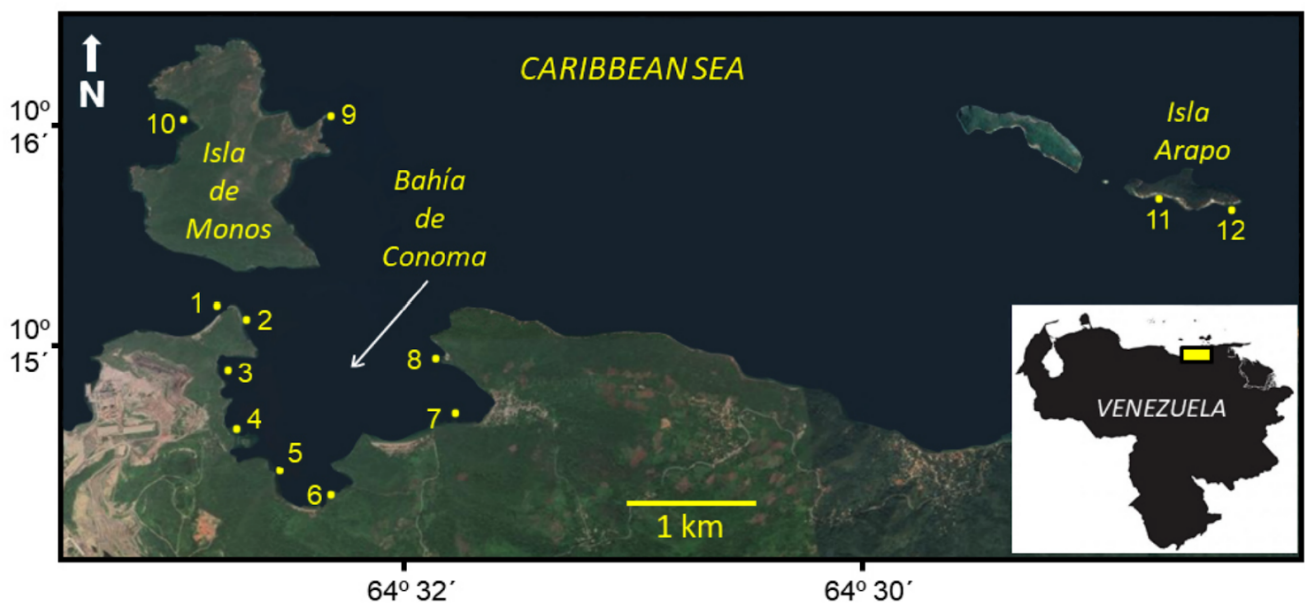 CARIBBEAN SEA
N
10º
16´
10
9
Isla
de
Monos
Bahía
de
Conoma
Isla
Arapo
11
12
1
2
10º
15´
3
4
5
6
7
8
VENEZUELA
1 km
64º 32´
64º 30´